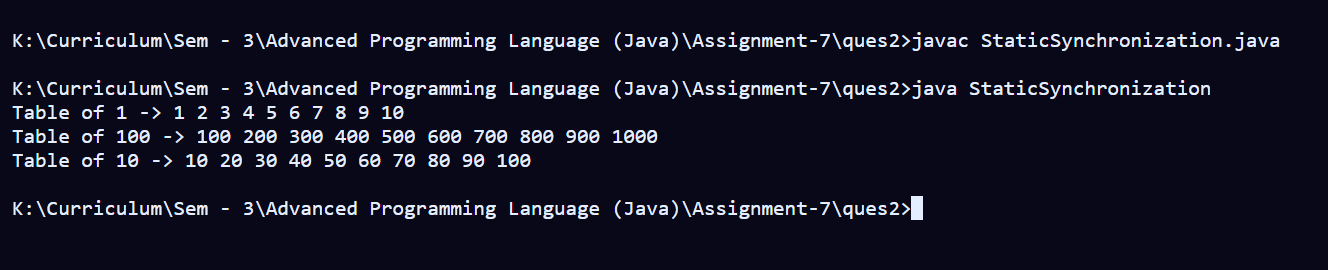 K:\Curriculum\Sem - 3\Advanced Programming Language (Java)\Assignment-7\ques2>javac StaticSynchronization.java
K:\Curriculum\Sem - 3\Advanced Programming Language (Java)\Assignment-7\ques2>java StaticSynchronization
Table of 1 -> 1 2 3 4 5 6 7 8 9 10
Table of 100 -> 100 200 300 400 500 600 700 800 900 1000
Table of 10 -> 10 20 30 40 50 60 70 80 90 100
K:\Curriculum\Sem - 3\Advanced Programming Language (Java)\Assignment-7\ques2>